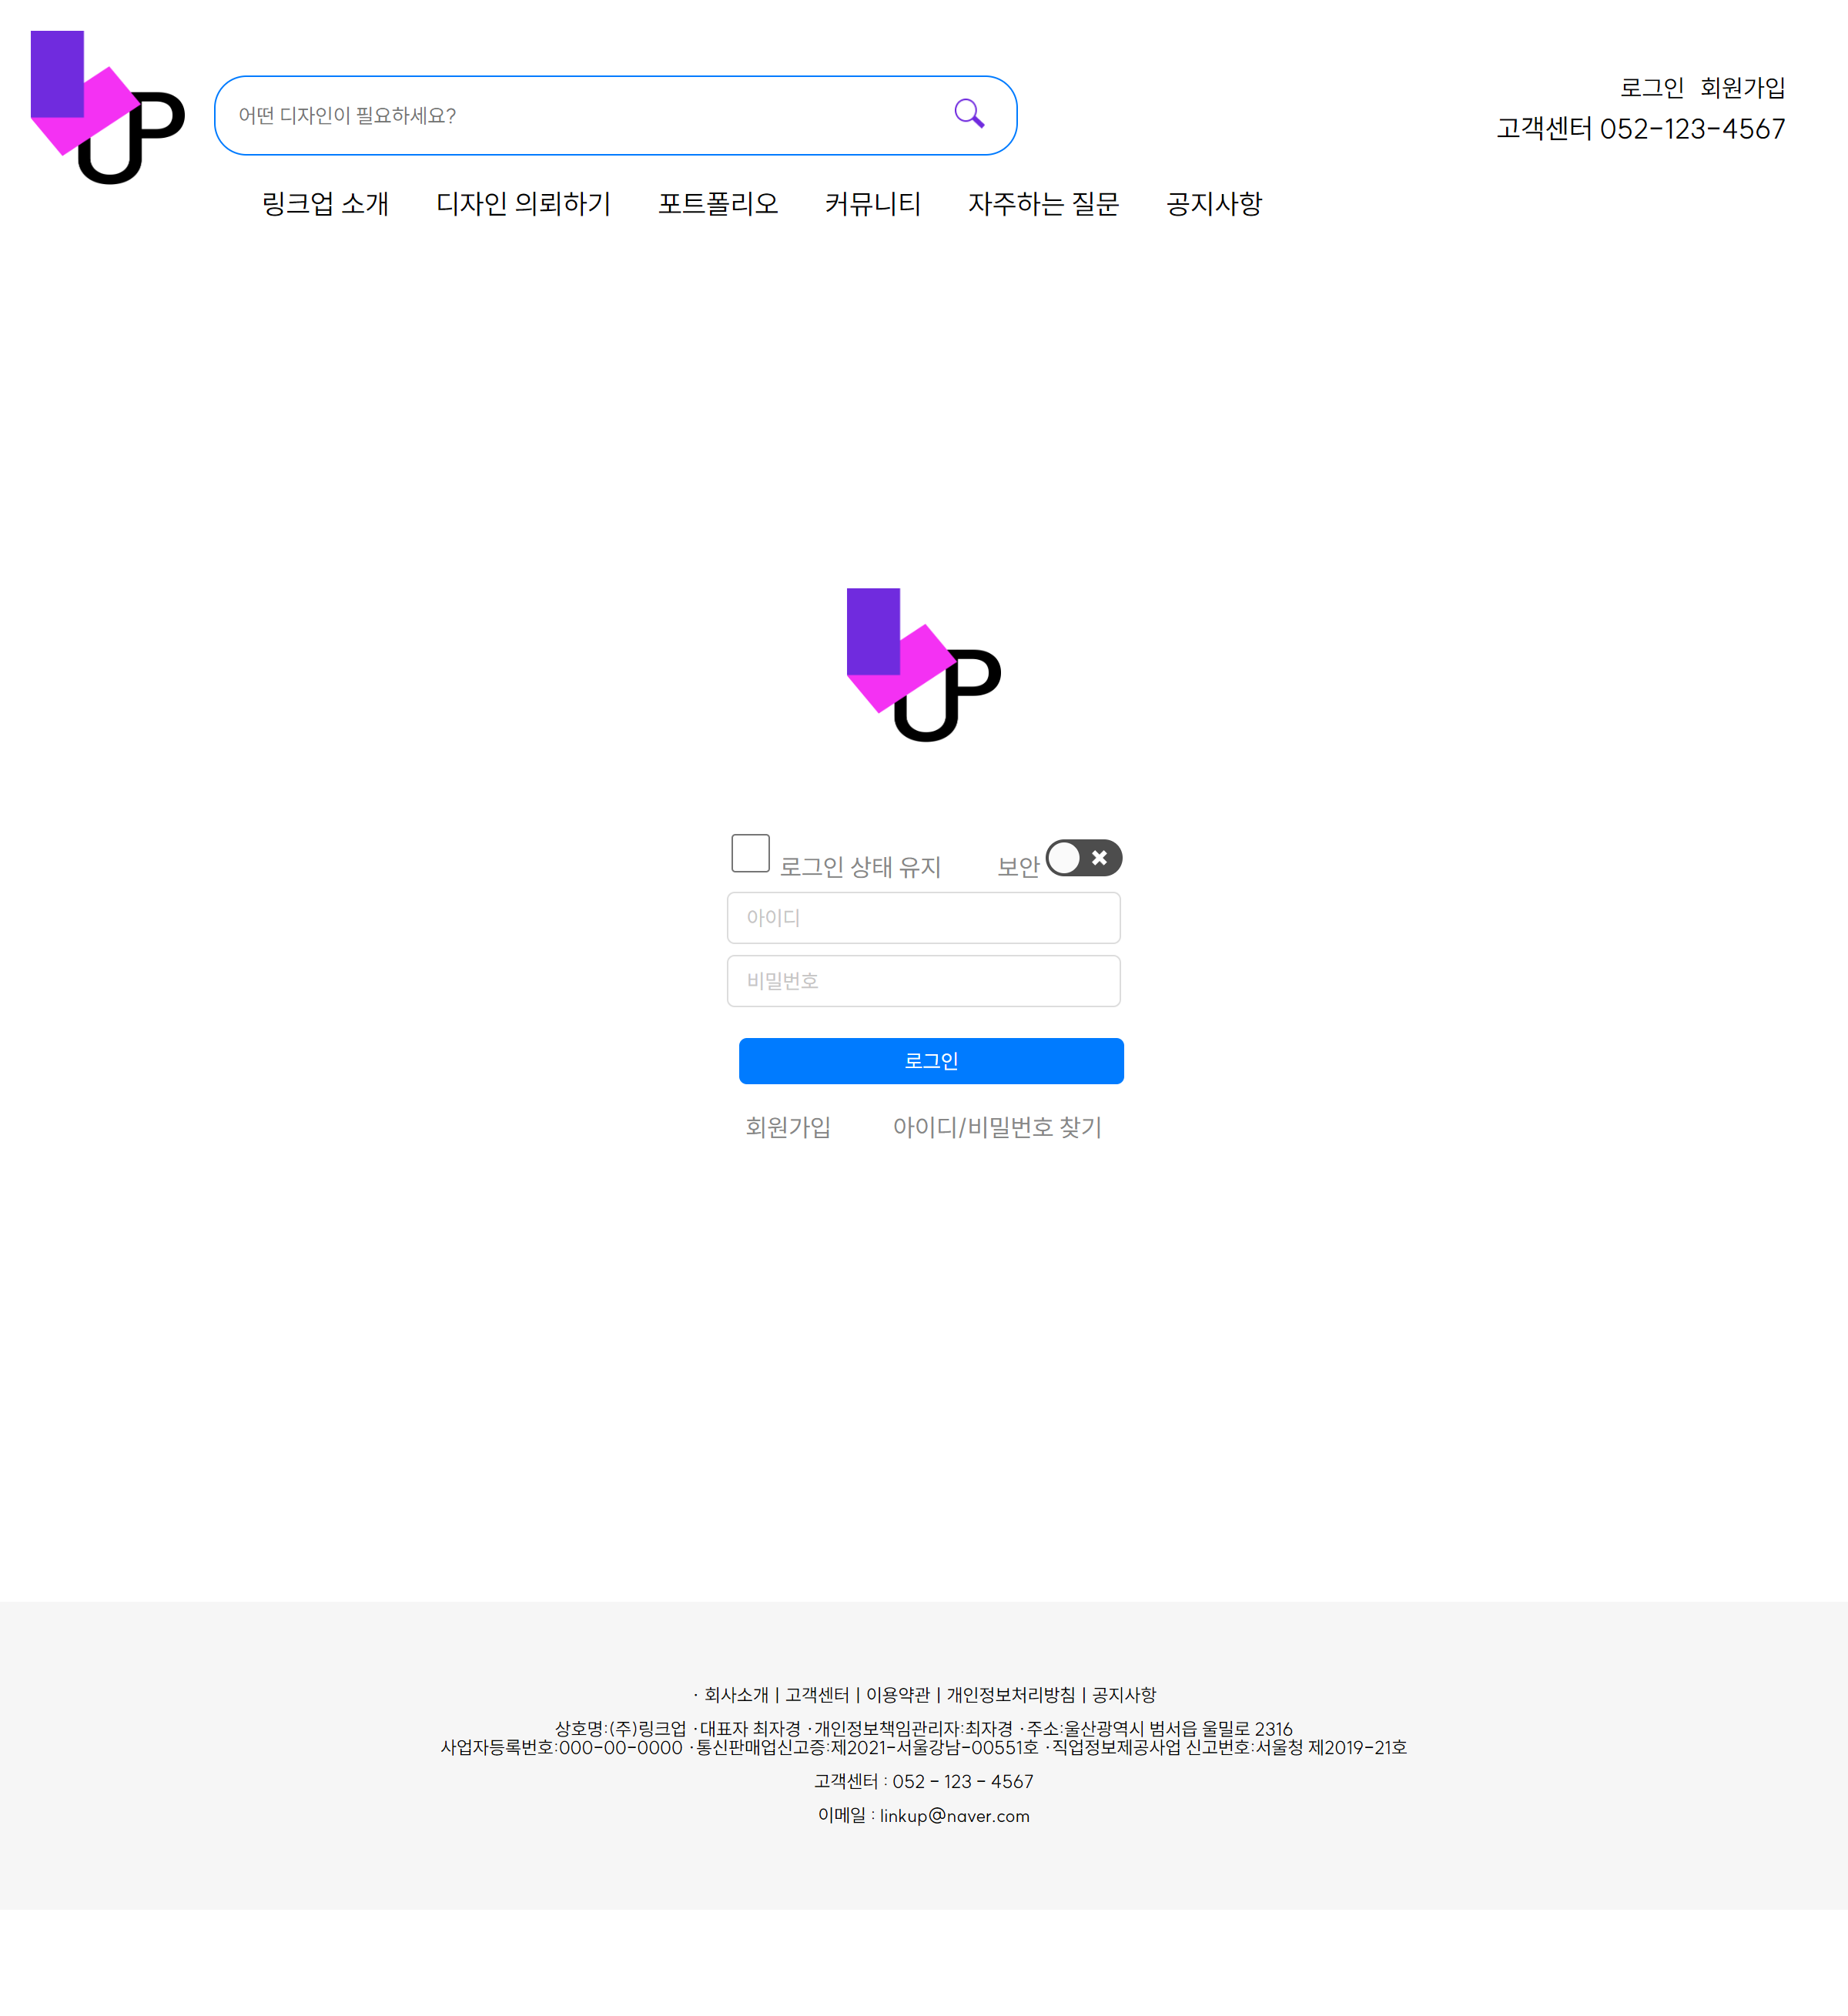 UP
어떤 디자인이 필요하세요?
로그인 회원가입
고객센터 052-123-4567
링크업 소개 디자인 의뢰하기 포트폴리오 커뮤니티 자주하는 질문 공지사항
UP
로그인 상태 유지 보안
아이디
비밀번호
로그인
회원가입 아이디/비밀번호 찾기
· 회사소개 | 고객센터 | 이용약관 | 개인정보처리방침 | 공지사항
상호명:(주)링크업 ·대표자 최자경 ·개인정보책임관리자:최자경 ·주소:울산광역시 범서읍 울밀로 2316
사업자등록번호:000-00-0000 ·통신판매업신고증:제2021-서울강남-00551호 ·직업정보제공사업 신고번호:서울청 제2019-21호
고객센터 : 052 - 123 - 4567
이메일 : linkup@naver.com